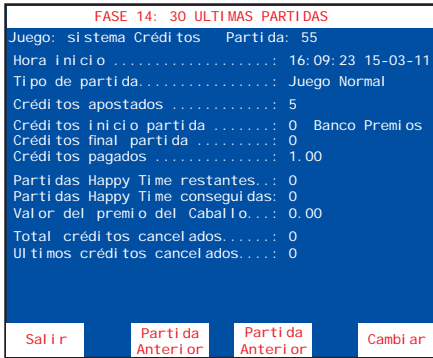 FASE 14: 30 ULTIMAS PARTIDAS
Juego: sistema Créditos Partida: 55
Hora inicio ...................: 16:09:23 15-03-11
Tipo de partida................: Juego Normal
Créditos apostados ............: 5
Créditos inicio partida .......: 0 Banco Premios
Créditos final partida ........: 0
Créditos pagados ..............: 1.00
Partidas Happy Time restantes..: 0
Partidas Happy Time conseguidas: 0
Valor del premio del Caballo...: 0.00
Total créditos cancelados......: 0
Ultimos créditos cancelados....: 0
Salir Partida Anterior Partida Anterior Cambiar